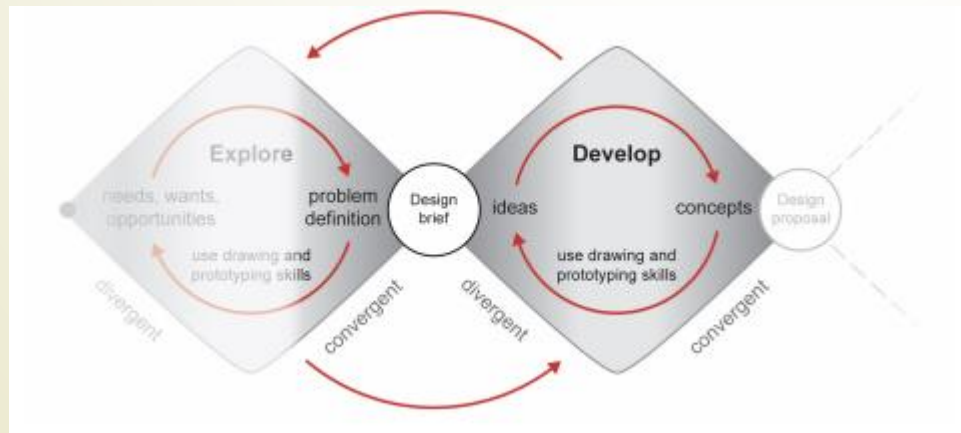 Explore
needs, wants,
opportunities
problem
definition
use drawing and
prototyping skills
divergent
convergent
Design
brief
Develop
ideas
concepts
use drawing and
prototyping skills
divergent
convergent
Design
proposal